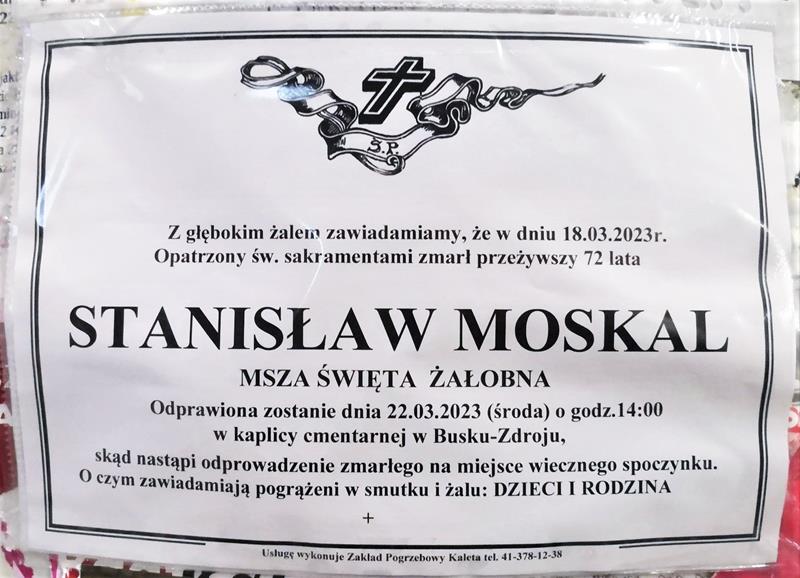 Ś.P.
Z głębokim żalem zawiadamiamy, że w dniu 18.03.2023r.
Opatrzony św. sakramentami zmarł przeżywszy 72 lata
STANISŁAW MOSKAL
MSZA ŚWIĘTA ŻAŁOBNA
Odprawiona zostanie dnia 22.03.2023 (środa) o godz.14:00
w kaplicy cmentarnej w Busku-Zdroju,
skąd nastąpi odprowadzenie zmarłego na miejsce wiecznego spoczynku.
O czym zawiadamiają pogrążeni w smutku i żalu: DZIECI I RODZINA
+
Usługę wykonuje Zakład Pogrzebowy Kaleta tel. 41-378-12-38